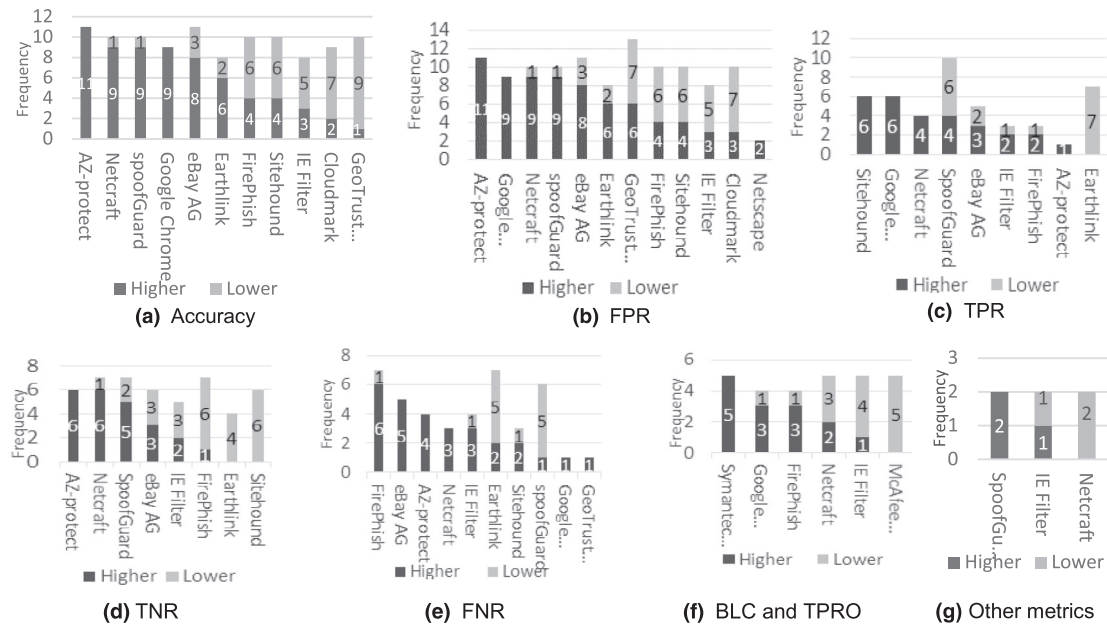 12
10
8
6
4
2
0
Frequency
11
9 1
9 1
9
8 3
6 2
4 6
4 6
3 5
2 7
1 9
AZ-protect
Netcraft
spoofGuard
Google Chrome
eBay AG
Earthlink
FirePhish
Sitehound
IE Filter
Cloudmark
GeoTrust...
Higher Lower
(a) Accuracy
14
12
10
8
6
4
2
0
Frequency
11
9
9 1
9 1
8 3
6 2
6 7
4 6
4 6
3 5
3 7
2
AZ-protect
Google...
Netcraft
spoofGuard
eBay AG
Earthlink
GeoTrust...
FirePhish
Sitehound
IE Filter
Cloudmark
Netscape
Higher Lower
(b) FPR
12
10
8
6
4
2
0
Frequency
6
6
4
4 6
3 2
2 1
2 1
1
7
Sitehound
Google...
Netcraft
SpoofGuard
eBay AG
IE Filter
FirePhish
AZ-protect
Earthlink
Higher Lower
(c) TPR
8
6
4
2
0
Frequency
6
6 1
5 2
3 3
2 3
1 6
4
6
AZ-protect
Netcraft
SpoofGuard
eBay AG
IE Filter
FirePhish
Earthlink
Sitehound
Higher Lower
(d) TNR
8
6
4
2
0
Frequency
6 1
5
4
3
3 1
2 5
2 1
1 5
1
1
FirePhish
eBay AG
AZ-protect
Netcraft
IE Filter
Earthlink
Sitehound
spoofGuard
Google...
GeoTrust...
Higher Lower
(e) FNR
6
4
2
0
Frequency
5
3 1
3 1
2 3
1 4
5
Symantec...
Google...
FirePhish
Netcraft
IE Filter
McAfee...
Higher Lower
(f) BLC and TPRO
3
2
1
0
Frequency
2
1 1
2
SpoofGu...
IE Filter
Netcraft
Higher Lower
(g) Other metrics